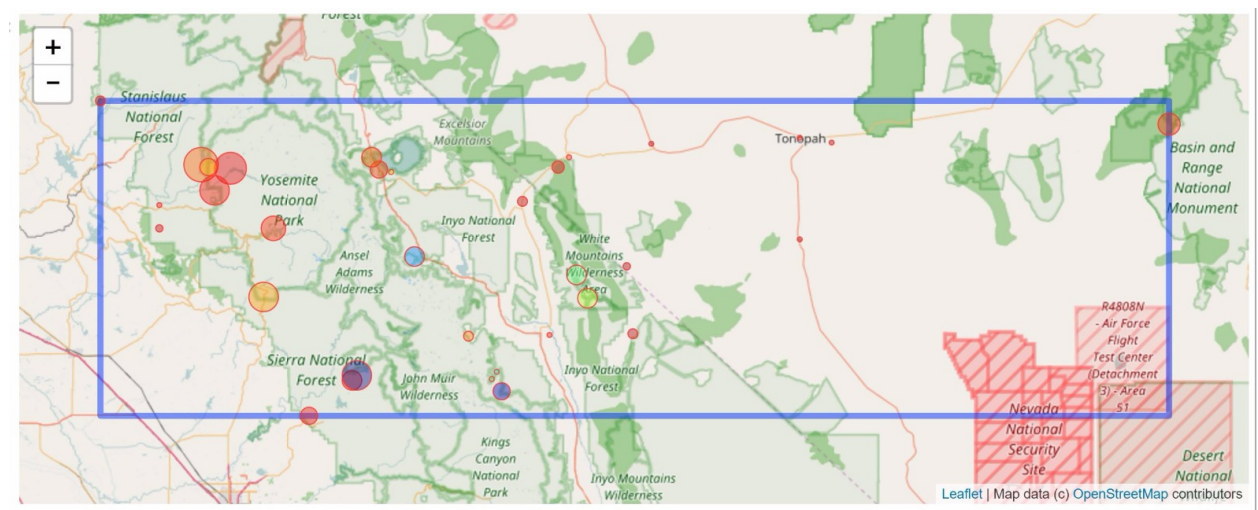 Forest
+
−
Stanislaus
National
Forest
Excelsior
Mountains
Tonopah
Basin and
Range
National
Monument
Yosemite
National
Park
Inyo National
Forest
White
Mountains
Wilderness
Area
Ansel
Adams
Wilderness
R4808N
- Air Force
Flight
Test Center
(Detachment
3) - Area
51
Sierra National
Forest
John Muir
Wilderness
Inyo National
Forest
Nevada
National
Security
Site
Kings
Canyon
National
Park
Inyo Mountains
Wilderness
Desert
National
Leaflet | Map data (c) OpenStreetMap contributors